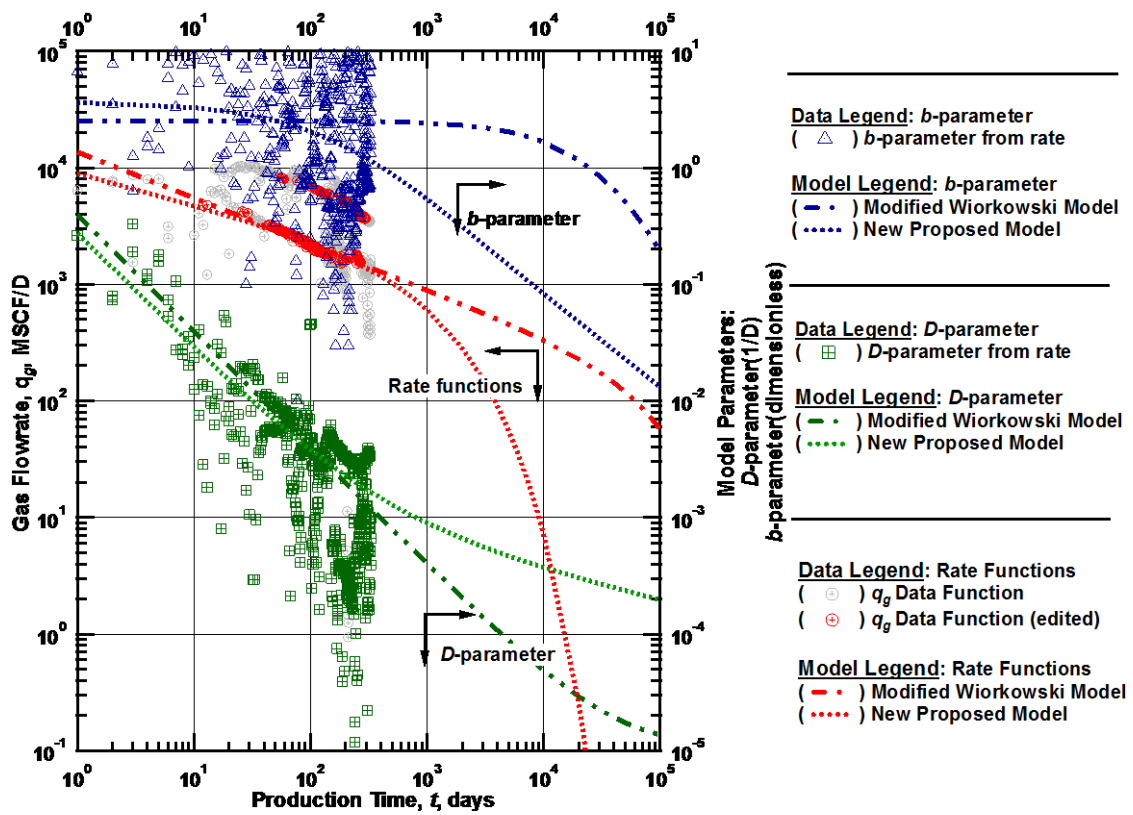 10^0 10^1 10^2 10^3 10^4 10^5
10^5
10^4
10^3
10^2
10^1
10^0
10^-1
Gas Flowrate, q_g, MSCF/D
b-parameter
Rate functions
D-parameter
10^1
10^0
10^-1
10^-2
10^-3
10^-4
10^-5
Model Parameters:
D-parameter(1/D)
b-parameter(dimensionless)
10^0 10^1 10^2 10^3 10^4 10^5
Production Time, t, days
Data Legend: b-parameter
( ) b-parameter from rate
Model Legend: b-parameter
( ) Modified Wiorkowski Model
( ) New Proposed Model
Data Legend: D-parameter
( ) D-parameter from rate
Model Legend: D-parameter
( ) Modified Wiorkowski Model
( ) New Proposed Model
Data Legend: Rate Functions
( ) q_g Data Function
( ) q_g Data Function (edited)
Model Legend: Rate Functions
( ) Modified Wiorkowski Model
( ) New Proposed Model